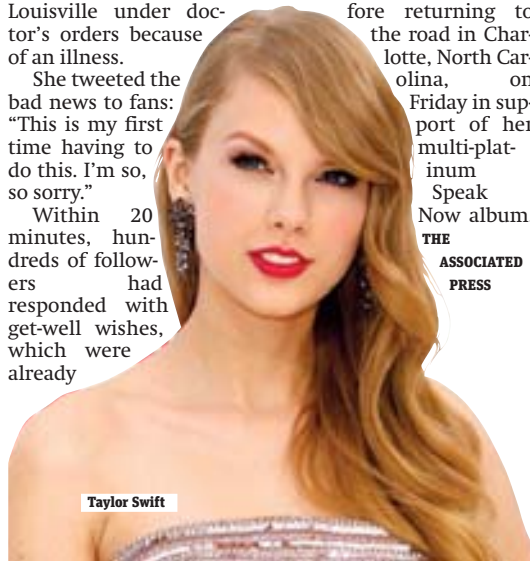 Louisville under doc-
tor's orders because
of an illness.
She tweeted the
bad news to fans:
“This is my first
time having to
do this. I'm so,
so sorry.”
Within 20
minutes, hun-
dreds of follow-
ers had
responded with
get-well wishes,
which were
already
fore returning to
the road in Char-
lotte, North Car-
olina, on
Friday in sup-
port of her
multi-plat-
inum
Speak
Now album.
THE
ASSOCIATED
PRESS
Taylor Swift